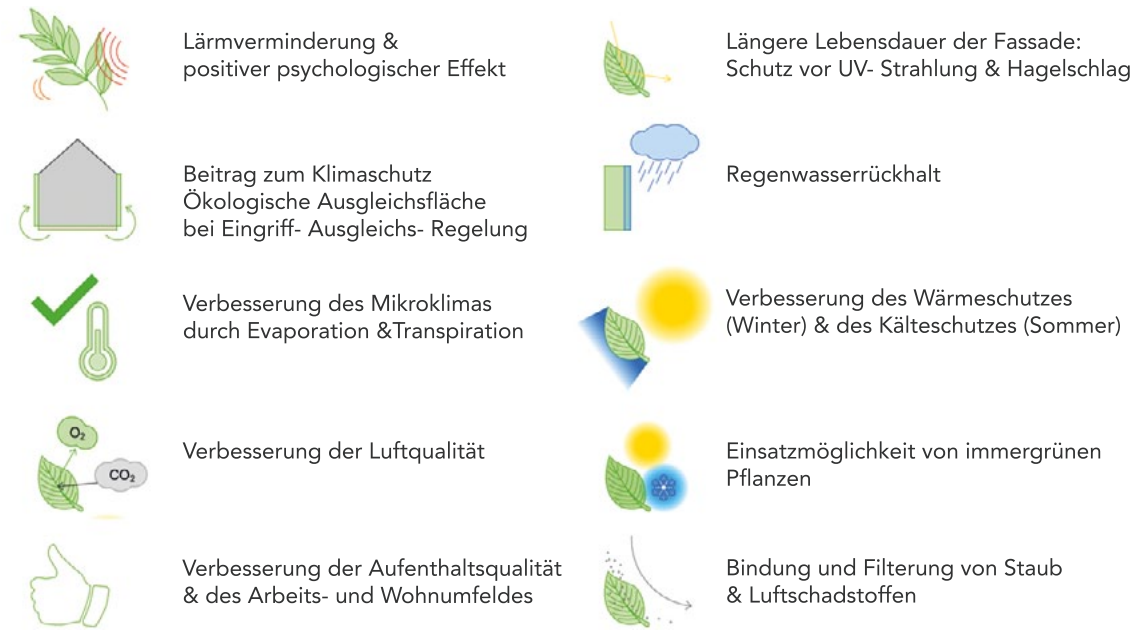 Lärmverminderung &
positiver psychologischer Effekt
Beitrag zum Klimaschutz
Ökologische Ausgleichsfläche
bei Eingriff- Ausgleichs- Regelung
Verbesserung des Mikroklimas
durch Evaporation &Transpiration
O₂
CO₂
Verbesserung der Luftqualität
Verbesserung der Aufenthaltsqualität
& des Arbeits- und Wohnumfeldes
Längere Lebensdauer der Fassade:
Schutz vor UV- Strahlung & Hagelschlag
Regenwasserrückhalt
Verbesserung des Wärmeschutzes
(Winter) & des Kälteschutzes (Sommer)
Einsatzmöglichkeit von immergrünen
Pflanzen
Bindung und Filterung von Staub
& Luftschadstoffen